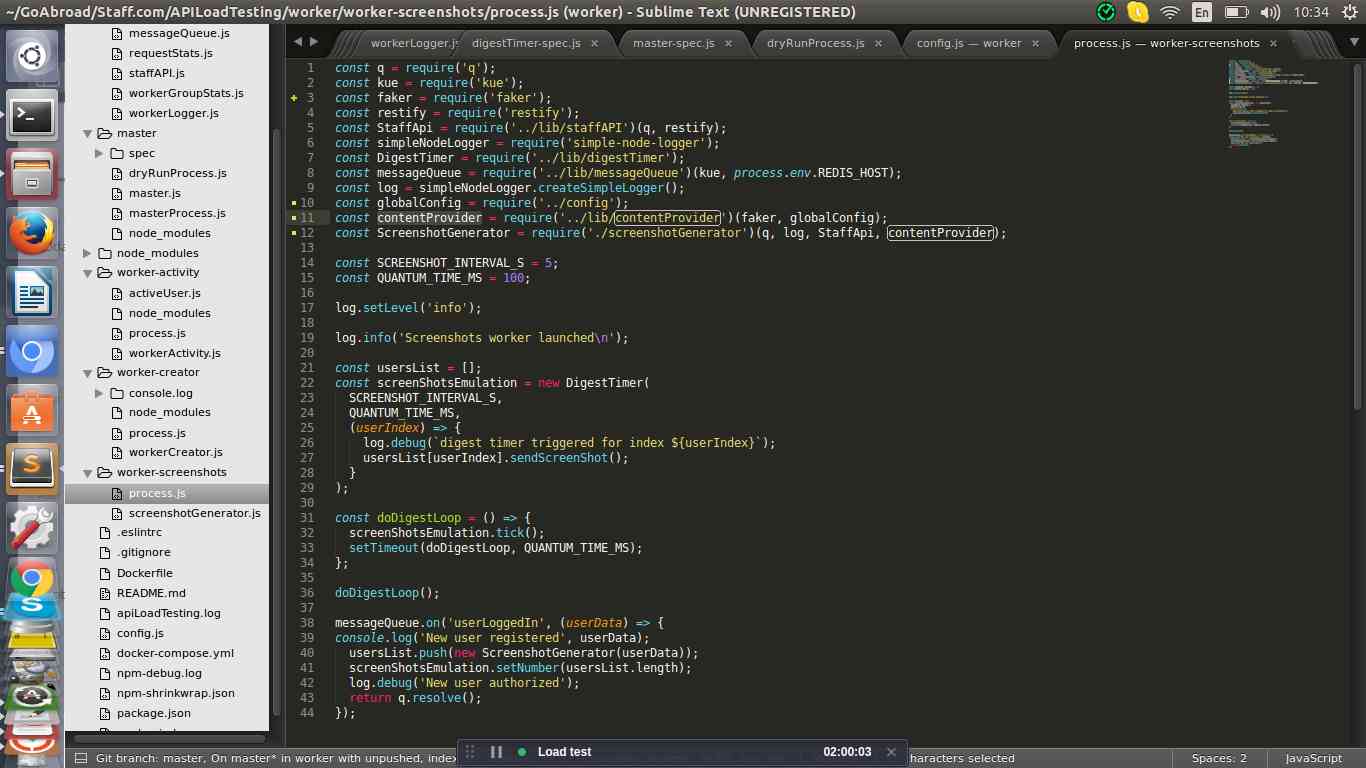 ~/GoAbroad/Staff.com/APILoadTesting/worker/worker-screenshots/process.js (worker) - Sublime Text (UNREGISTERED)
En
10:34
messageQueue.js
requestStats.js
staffAPI.js
workerGroupStats.js
workerLogger.js
master
spec
dryRunProcess.js
master.js
masterProcess.js
node_modules
node_modules
worker-activity
activeUser.js
node_modules
process.js
workerActivity.js
worker-creator
console.log
node_modules
process.js
workerCreator.js
worker-screenshots
process.js
screenshotGenerator.js
.eslintrc
.gitignore
Dockerfile
README.md
apiLoadTesting.log
config.js
docker-compose.yml
npm-debug.log
npm-shrinkwrap.json
package.json
workerLogger.js
digestTimer-spec.js ×
master-spec.js ×
dryRunProcess.js ×
config.js — worker ×
process.js — worker-screenshots ×
1 const q = require('q');
2 const kue = require('kue');
3 const faker = require('faker');
4 const restify = require('restify');
5 const StaffApi = require('../lib/staffAPI')(q, restify);
6 const simpleNodeLogger = require('simple-node-logger');
7 const DigestTimer = require('../lib/digestTimer');
8 const messageQueue = require('../lib/messageQueue')(kue, process.env.REDIS_HOST);
9 const log = simpleNodeLogger.createSimpleLogger();
10 const globalConfig = require('../config');
11 const contentProvider = require('../lib/contentProvider')(faker, globalConfig);
12 const ScreenshotGenerator = require('./screenshotGenerator')(q, log, StaffApi, contentProvider);
13
14 const SCREENSHOT_INTERVAL_S = 5;
15 const QUANTUM_TIME_MS = 100;
16
17 log.setLevel('info');
18
19 log.info('Screenshots worker launched\n');
20
21 const usersList = [];
22 const screenShotsEmulation = new DigestTimer(
23 SCREENSHOT_INTERVAL_S,
24 QUANTUM_TIME_MS,
25 (userIndex) => {
26 log.debug(`digest timer triggered for index ${userIndex}`);
27 usersList[userIndex].sendScreenShot();
28 }
29 );
30
31 const doDigestLoop = () => {
32 screenShotsEmulation.tick();
33 setTimeout(doDigestLoop, QUANTUM_TIME_MS);
34 };
35
36 doDigestLoop();
37
38 messageQueue.on('userLoggedIn', (userData) => {
39 console.log('New user registered', userData);
40 usersList.push(new ScreenshotGenerator(userData));
41 screenShotsEmulation.setNumber(usersList.length);
42 log.debug('New user authorized');
43 return q.resolve();
44 });
Git branch: master, On master* in worker with unpushed, index
Load test
02:00:03
haracters selected
Spaces: 2
JavaScript